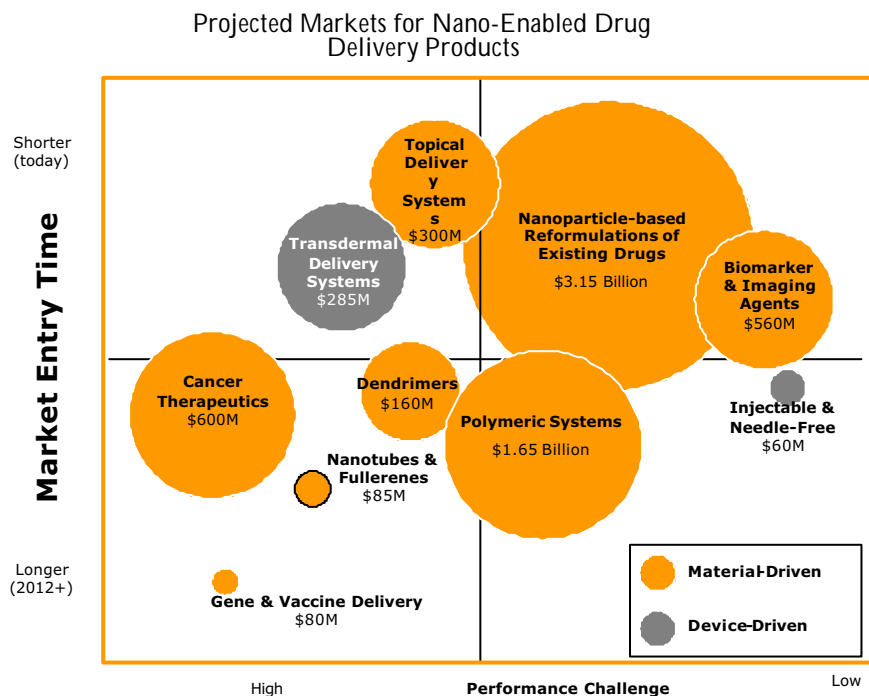 Projected Markets for Nano-Enabled Drug
Delivery Products
Shorter
(today)
Market Entry Time
Longer
(2012+)
Topical
Deliver
y
System
s
$300M
Transdermal
Delivery
Systems
$285M
Nanoparticle-based
Reformulations of
Existing Drugs
$3.15 Billion
Biomarker
& Imaging
Agents
$560M
Cancer
Therapeutics
$600M
Dendrimers
$160M
Polymeric Systems
$1.65 Billion
Injectable &
Needle-Free
$60M
Nanotubes &
Fullerenes
$85M
Gene & Vaccine Delivery
$80M
Material-Driven
Device-Driven
High
Performance Challenge
Low